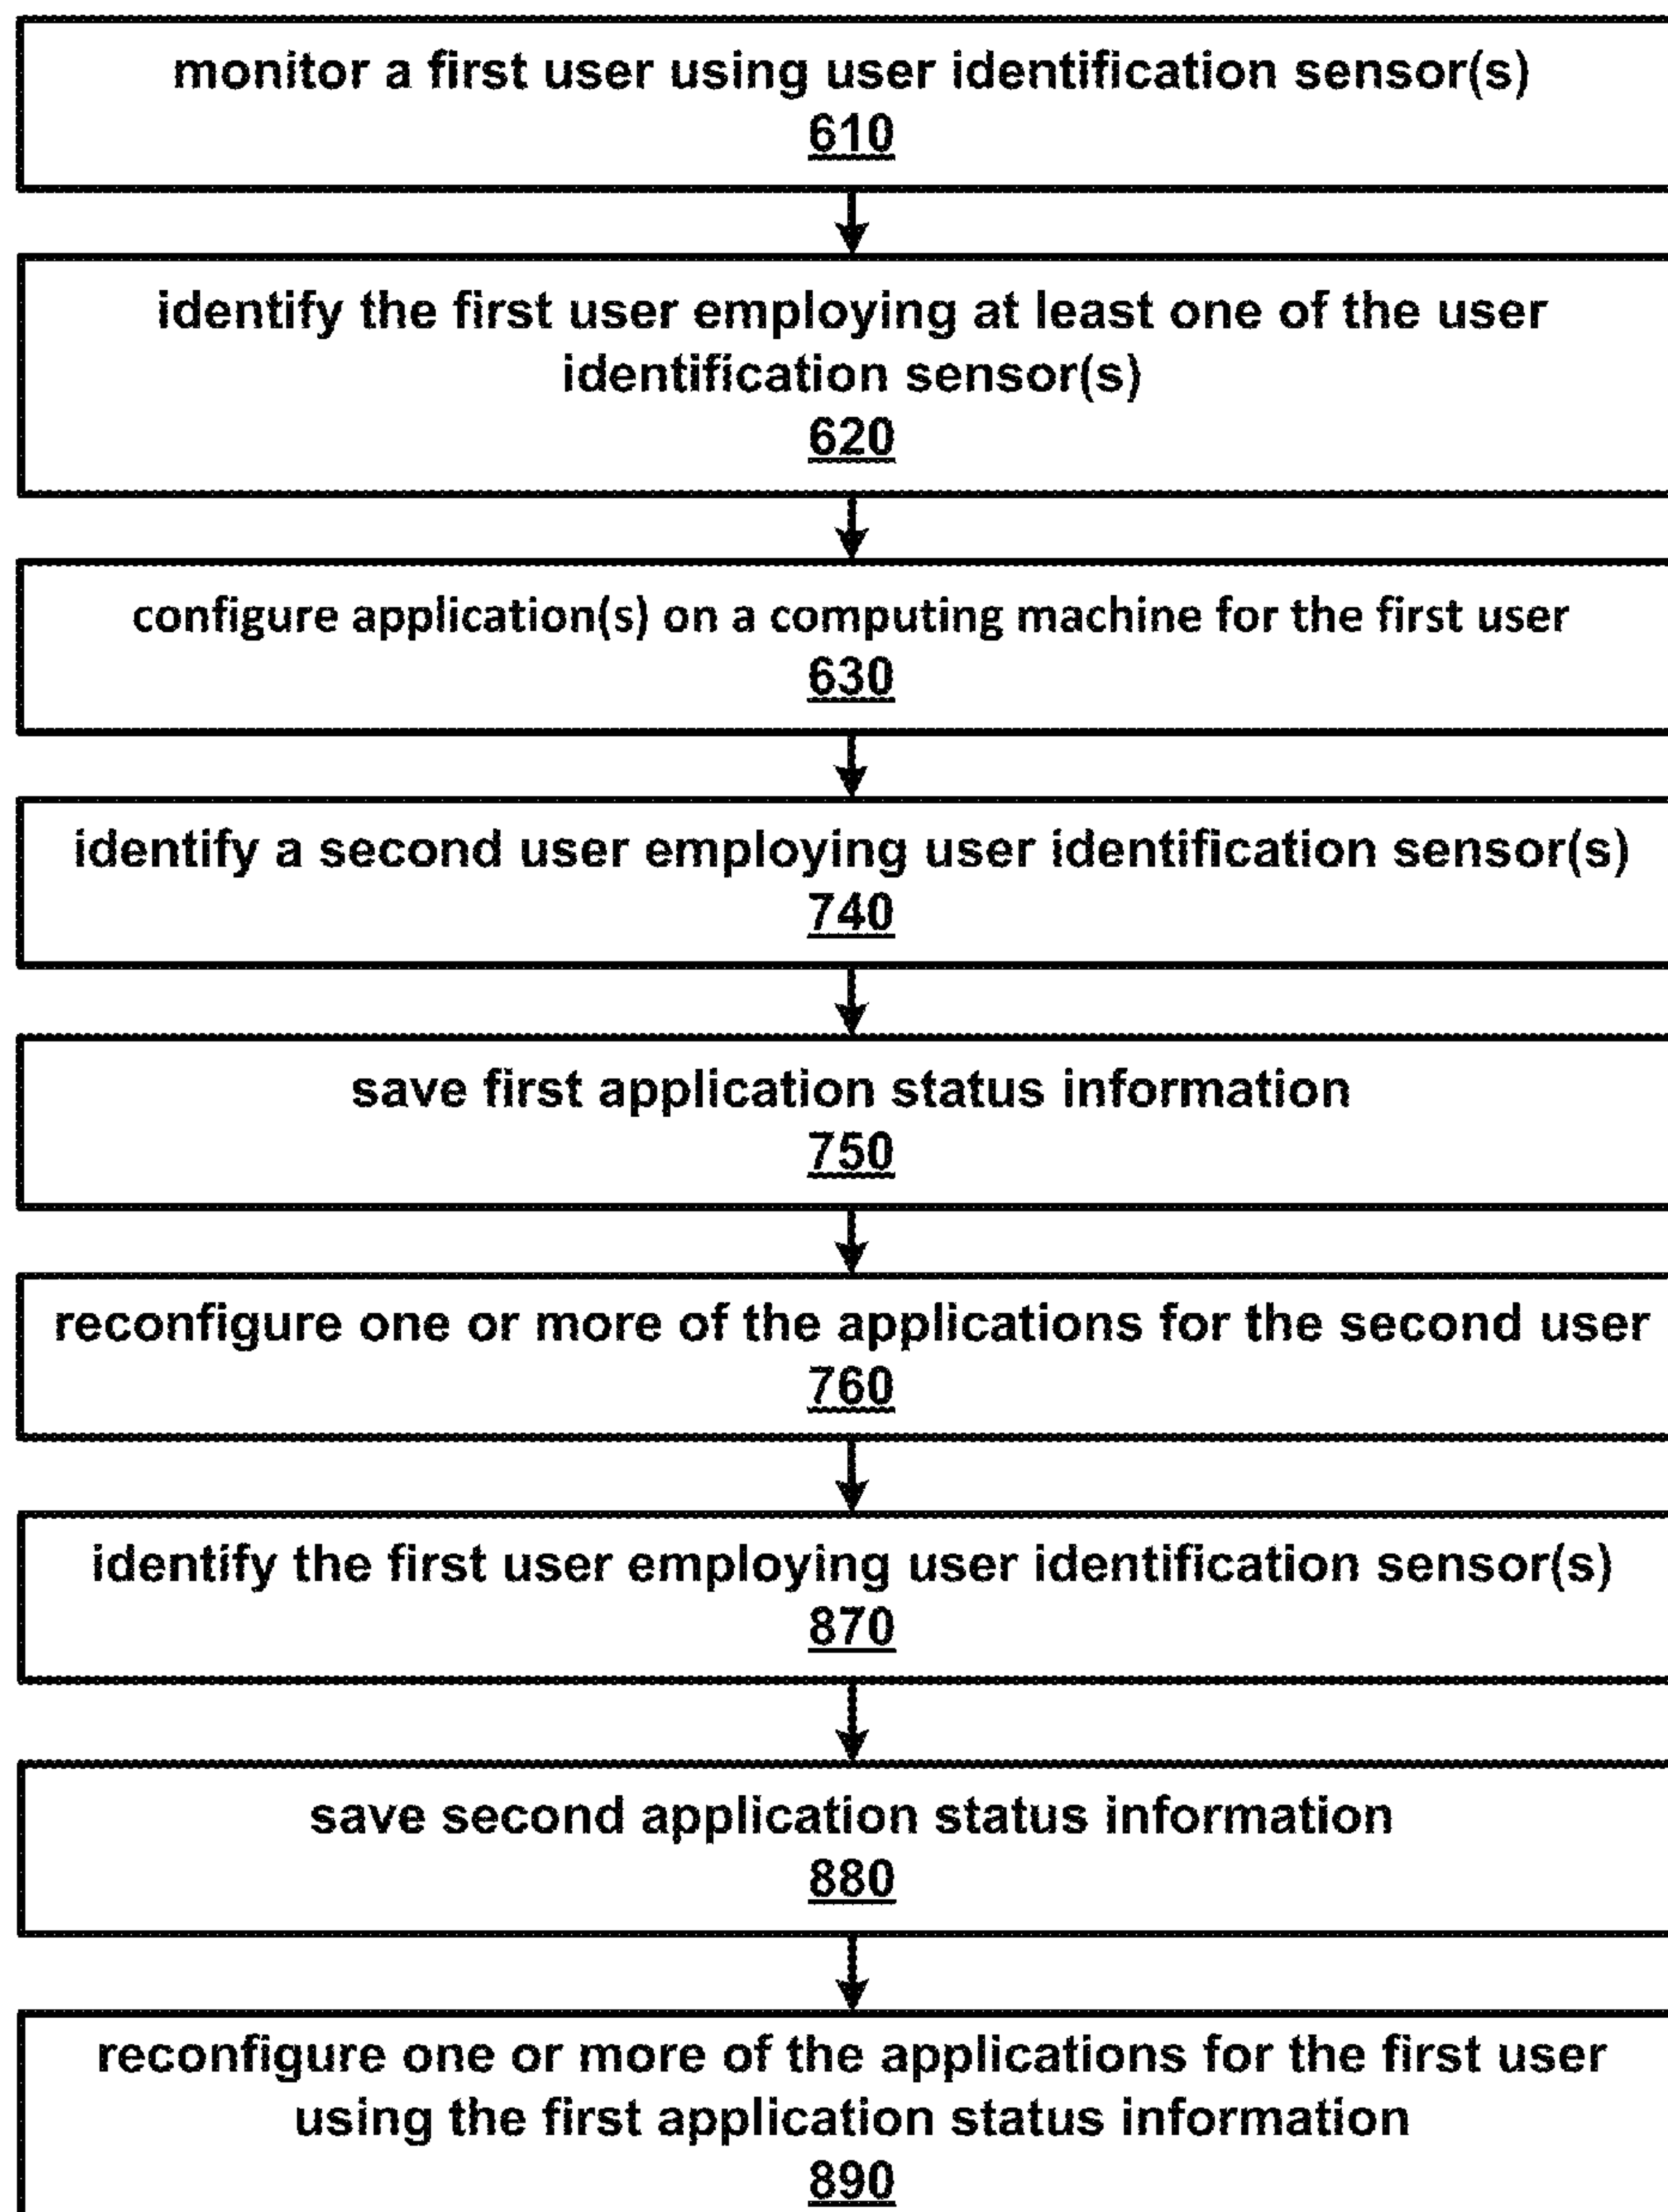 monitor a first user using user identification sensor(s)
610
identify the first user employing at least one of the user
identification sensor(s)
620
configure application(s) on a computing machine for the first user
630
identify a second user employing user identification sensor(s)
740
save first application status information
750
reconfigure one or more of the applications for the second user
760
identify the first user employing user identification sensor(s)
870
save second application status information
880
reconfigure one or more of the applications for the first user
using the first application status information
890